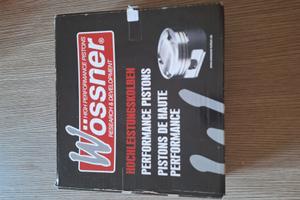 HIGH PERFORMANCE PISTONS
Wössner®
RESEARCH & DEVELOPMENT
HOCHLEISTUNGSKOLBEN
PERFORMANCE PISTONS
PISTONS DE HAUTE
PERFORMANCE